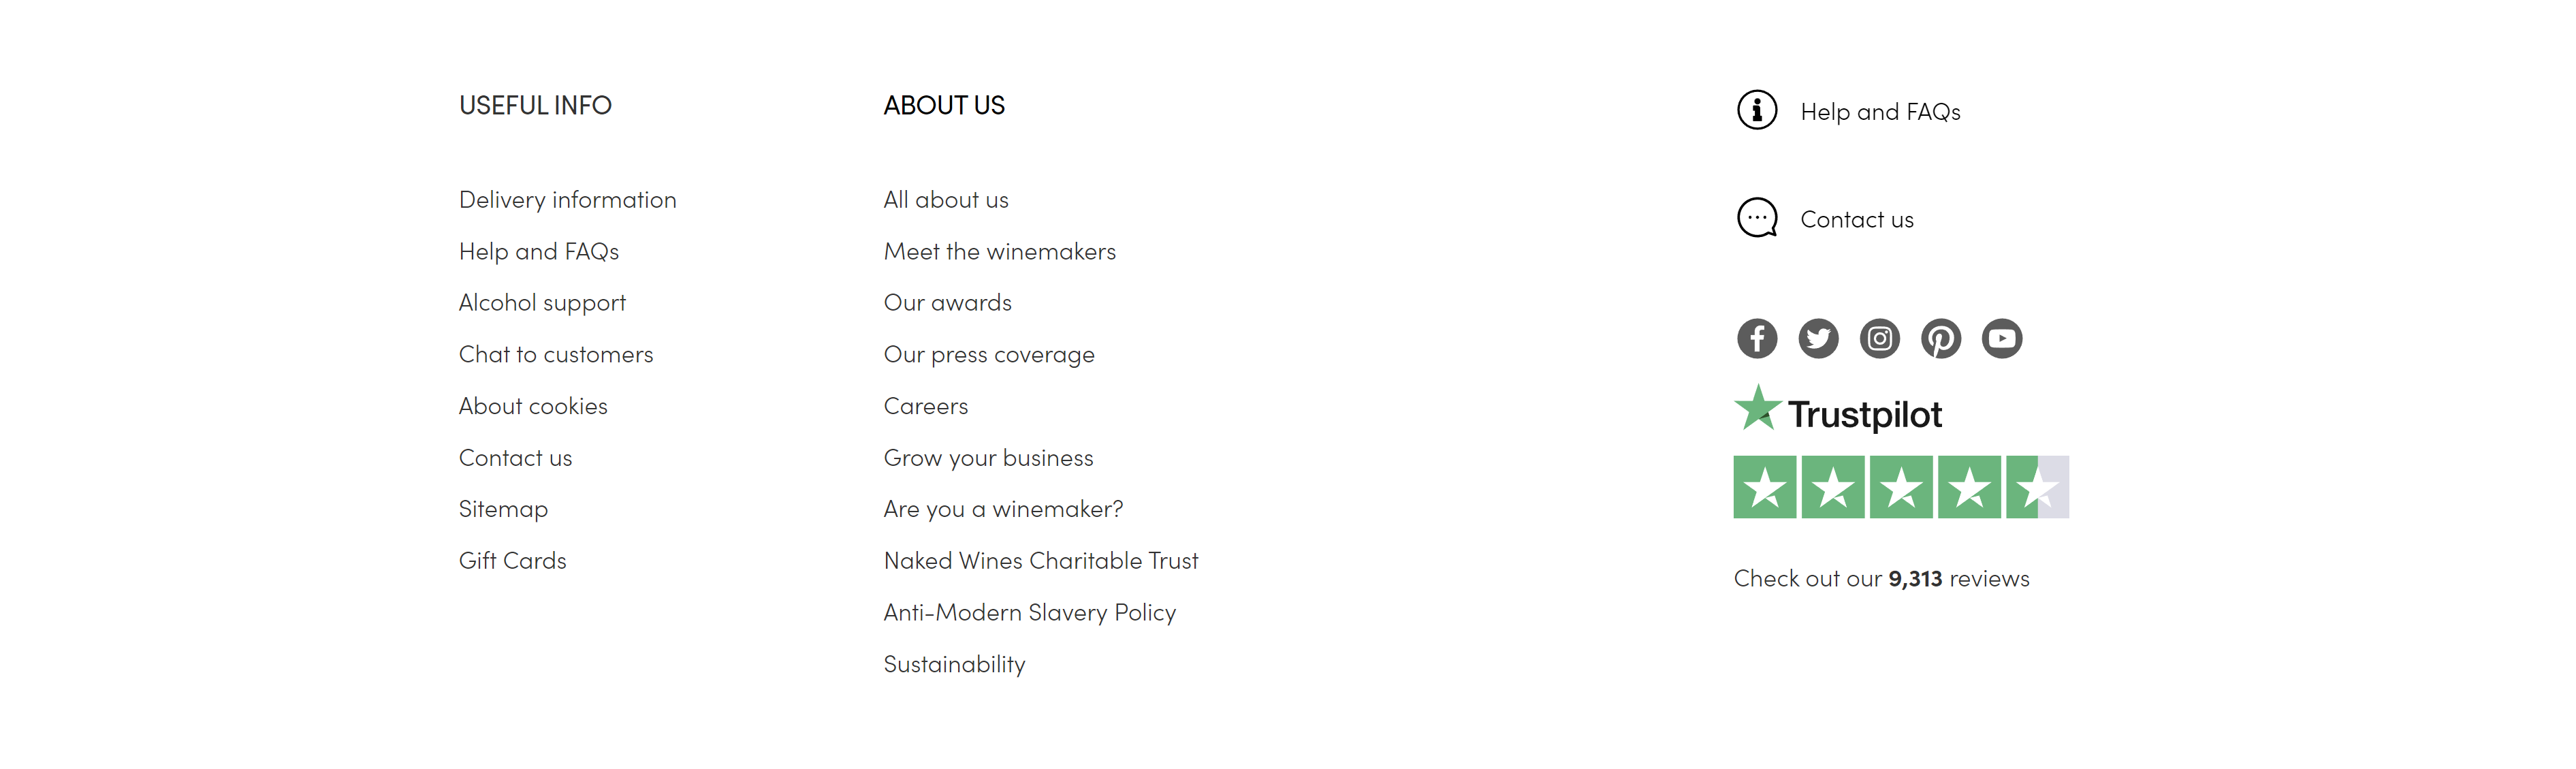 USEFUL INFO
Delivery information
Help and FAQs
Alcohol support
Chat to customers
About cookies
Contact us
Sitemap
Gift Cards
ABOUT US
All about us
Meet the winemakers
Our awards
Our press coverage
Careers
Grow your business
Are you a winemaker?
Naked Wines Charitable Trust
Anti-Modern Slavery Policy
Sustainability
Help and FAQs
Contact us
Trustpilot
Check out our 9,313 reviews